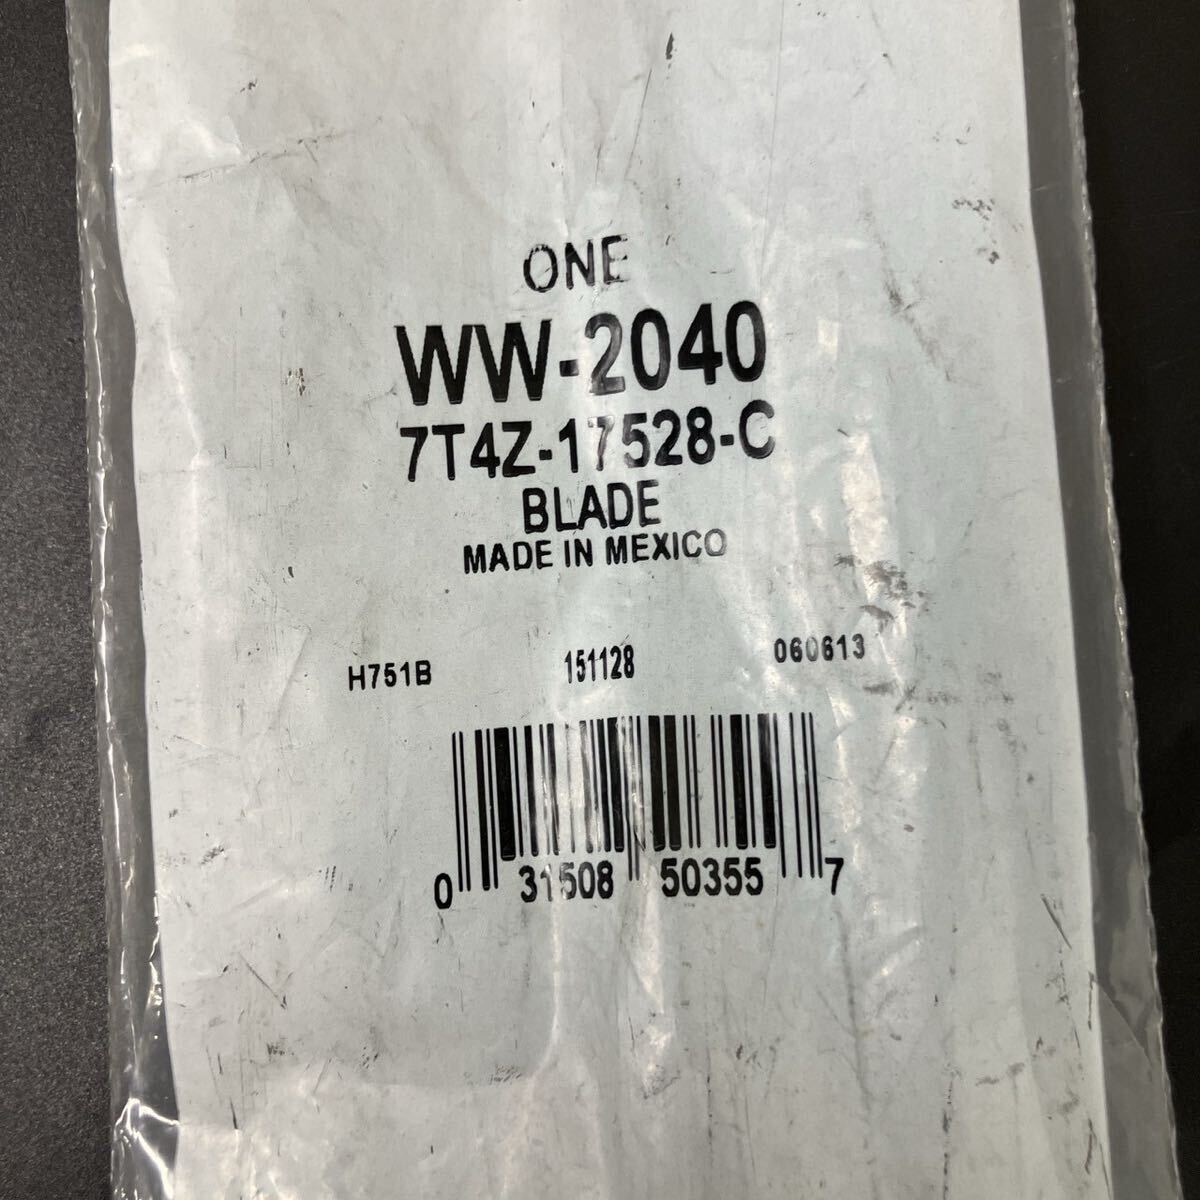 ONE
WW-2040
7T4Z-17528-C
BLADE
MADE IN MEXICO
H751B 151128 060613
0 31508 50355 7